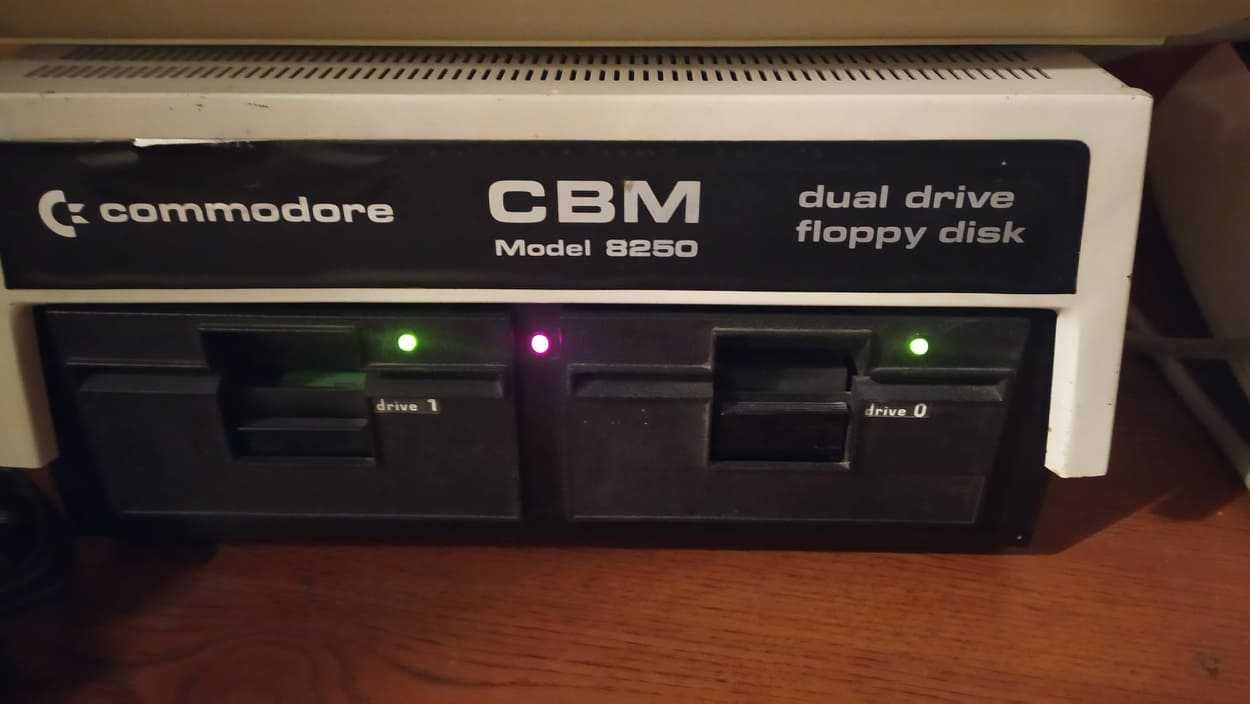 commodore
CBM
Model 8250
dual drive
floppy disk
drive 1
drive 0